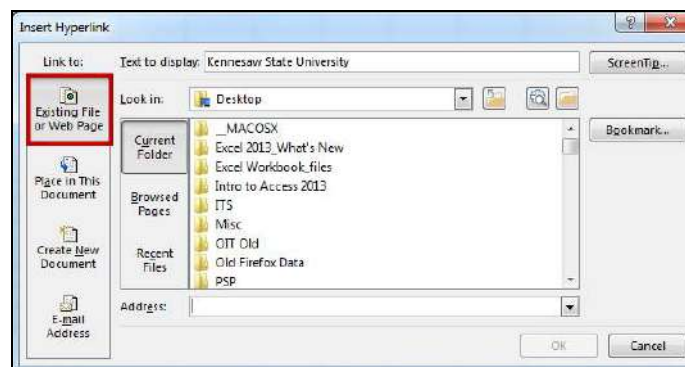 Insert Hyperlink
Link to:
Text to display: Kennesaw State University
ScreenTip...
Existing File
or Web Page
Look in:
Desktop
Bookmark...
Current
Folder
__MACOSX
Excel 2013_What's New
Excel Workbook_files
Intro to Access 2013
ITS
Misc
OIT Old
Old Firefox Data
PSP
Place in This
Document
Browsed
Pages
Create New
Document
Recent
Files
E-mail
Address
Address:
OK
Cancel